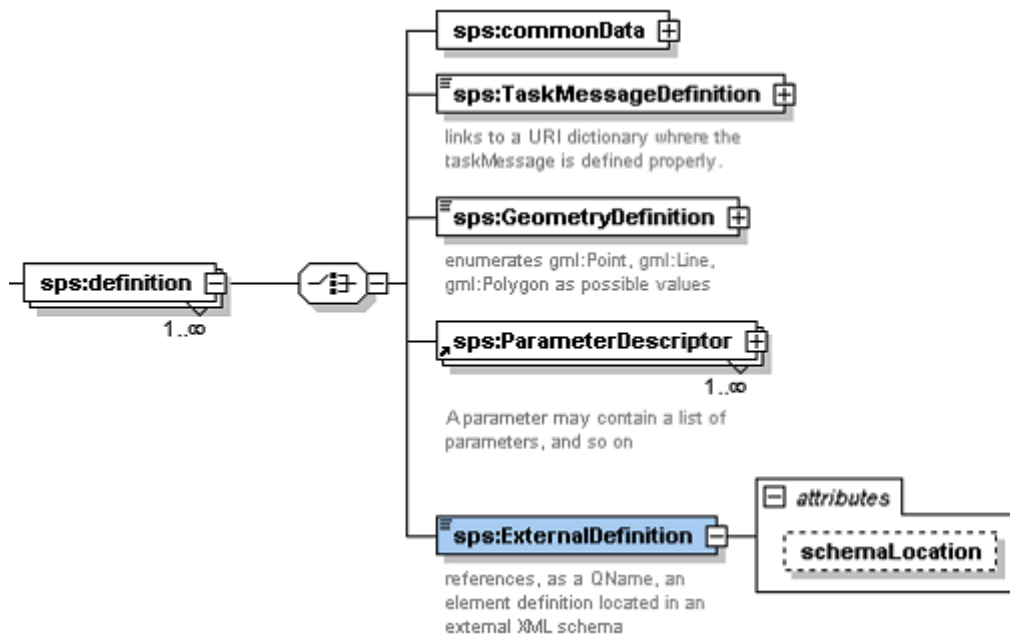 sps:commonData
sps:TaskMessageDefinition
links to a URI dictionary whrere the
taskMessage is defined properly.
sps:GeometryDefinition
enumerates gml:Point, gml:Line,
gml:Polygon as possible values
sps:definition
1..∞
sps:ParameterDescriptor
1..∞
A parameter may contain a list of
parameters, and so on
attributes
schemaLocation
sps:ExternalDefinition
references, as a QName, an
element definition located in an
external XML schema